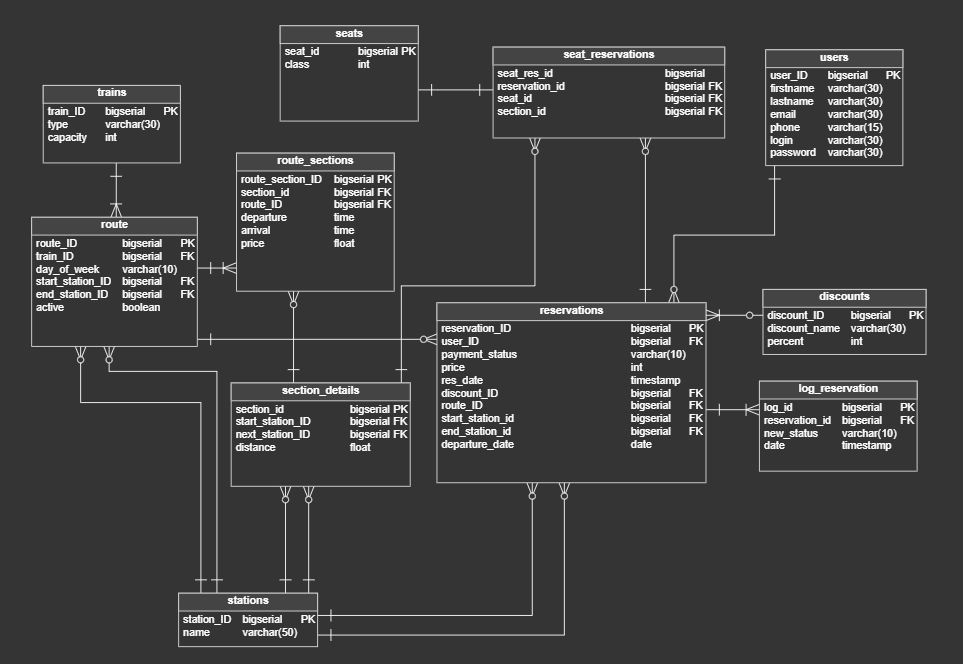 seats
seat_id bigserial PK
class int
seat_reservations
seat_res_id bigserial
reservation_id bigserial FK
seat_id bigserial FK
section_id bigserial FK
users
user_ID bigserial PK
firstname varchar(30)
lastname varchar(30)
email varchar(30)
phone varchar(15)
login varchar(30)
password varchar(30)
trains
train_ID bigserial PK
type varchar(30)
capacity int
route_sections
route_section_ID bigserial PK
section_id bigserial FK
route_ID bigserial FK
departure time
arrival time
price float
route
route_ID bigserial PK
train_ID bigserial FK
day_of_week varchar(10)
start_station_ID bigserial FK
end_station_ID bigserial FK
active boolean
reservations
reservation_ID bigserial PK
user_ID bigserial FK
payment_status varchar(10)
price int
res_date timestamp
discount_ID bigserial FK
route_ID bigserial FK
start_station_id bigserial FK
end_station_id bigserial FK
departure_date date
discounts
discount_ID bigserial PK
discount_name varchar(30)
percent int
section_details
section_id bigserial PK
start_station_ID bigserial FK
next_station_ID bigserial FK
distance float
log_reservation
log_id bigserial PK
reservation_id bigserial FK
new_status varchar(10)
date timestamp
stations
station_ID bigserial PK
name varchar(50)